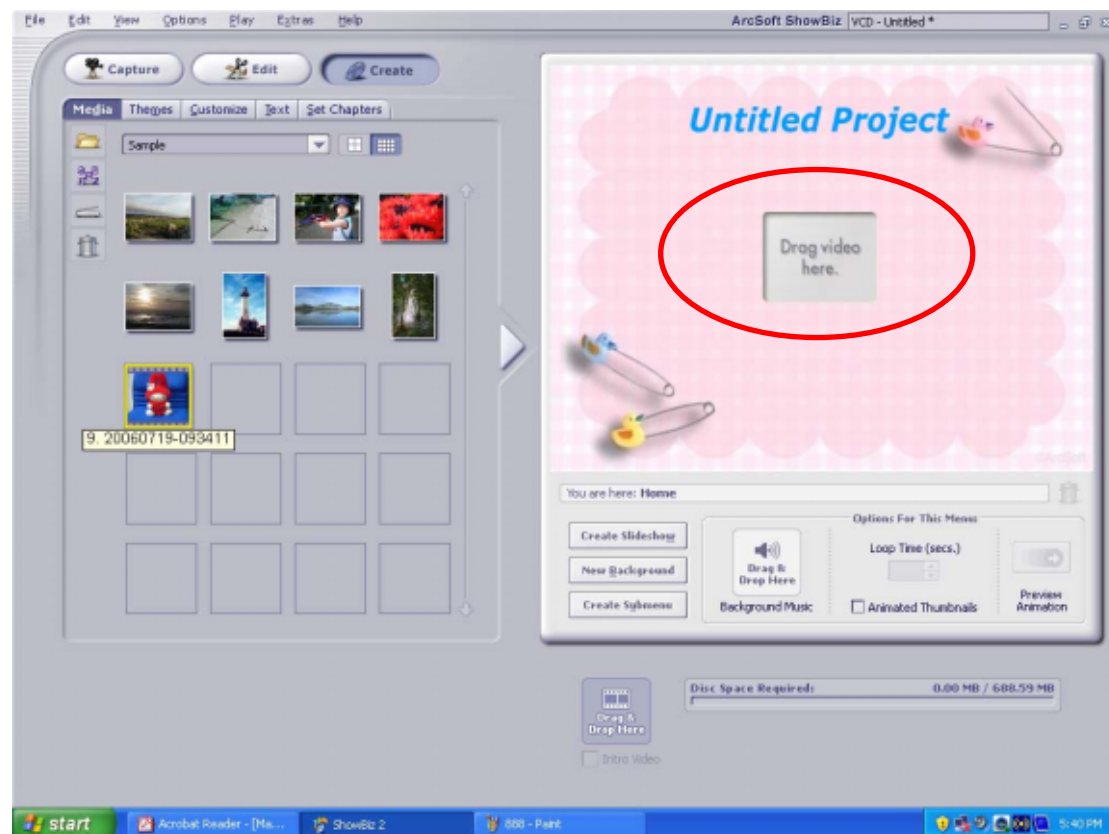 File Edit View Options Play Extras Help
ArcSoft ShowBiz VCD - Untitled *
Capture Edit Create
Media Themes Customize Text Set Chapters
Sample
9. 20060719-093411
Untitled Project
Drag video
here.
©ArcSoft
You are here: Home
Create Slideshow
New Background
Create Submenu
Drag &
Drop Here
Background Music
Options For This Menu
Loop Time (secs.)
Animated Thumbnails
Preview
Animation
Drag &
Drop Here
Intro Video
Disc Space Required: 0.00 MB / 688.59 MB
start Acrobat Reader - [Ma... ShowBiz 2 888 - Paint 5:40 PM